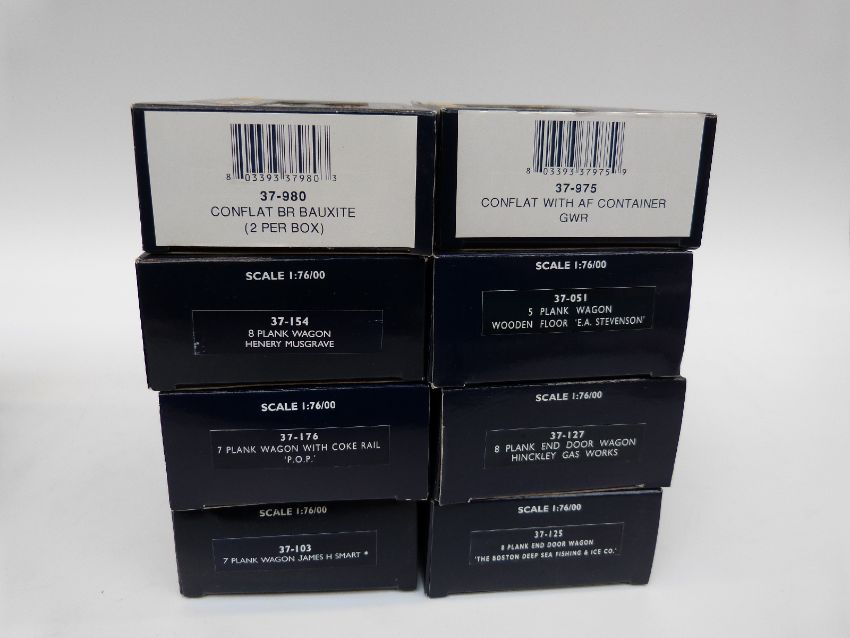 8 03393 37980 3
37-980
CONFLAT BR BAUXITE
(2 PER BOX)
8 03393 37975 9
37-975
CONFLAT WITH AF CONTAINER
GWR
SCALE 1:76/00
37-154
8 PLANK WAGON
HENERY MUSGRAVE
SCALE 1:76/00
37-051
5 PLANK WAGON
WOODEN FLOOR 'E.A. STEVENSON'
SCALE 1:76/00
37-176
7 PLANK WAGON WITH COKE RAIL
'P.O.P.'
SCALE 1:76/00
37-127
8 PLANK END DOOR WAGON
HINCKLEY GAS WORKS
SCALE 1:76/00
37-103
7 PLANK WAGON JAMES H SMART *
SCALE 1:76/00
37-125
8 PLANK END DOOR WAGON
'THE BOSTON DEEP SEA FISHING & ICE CO.'